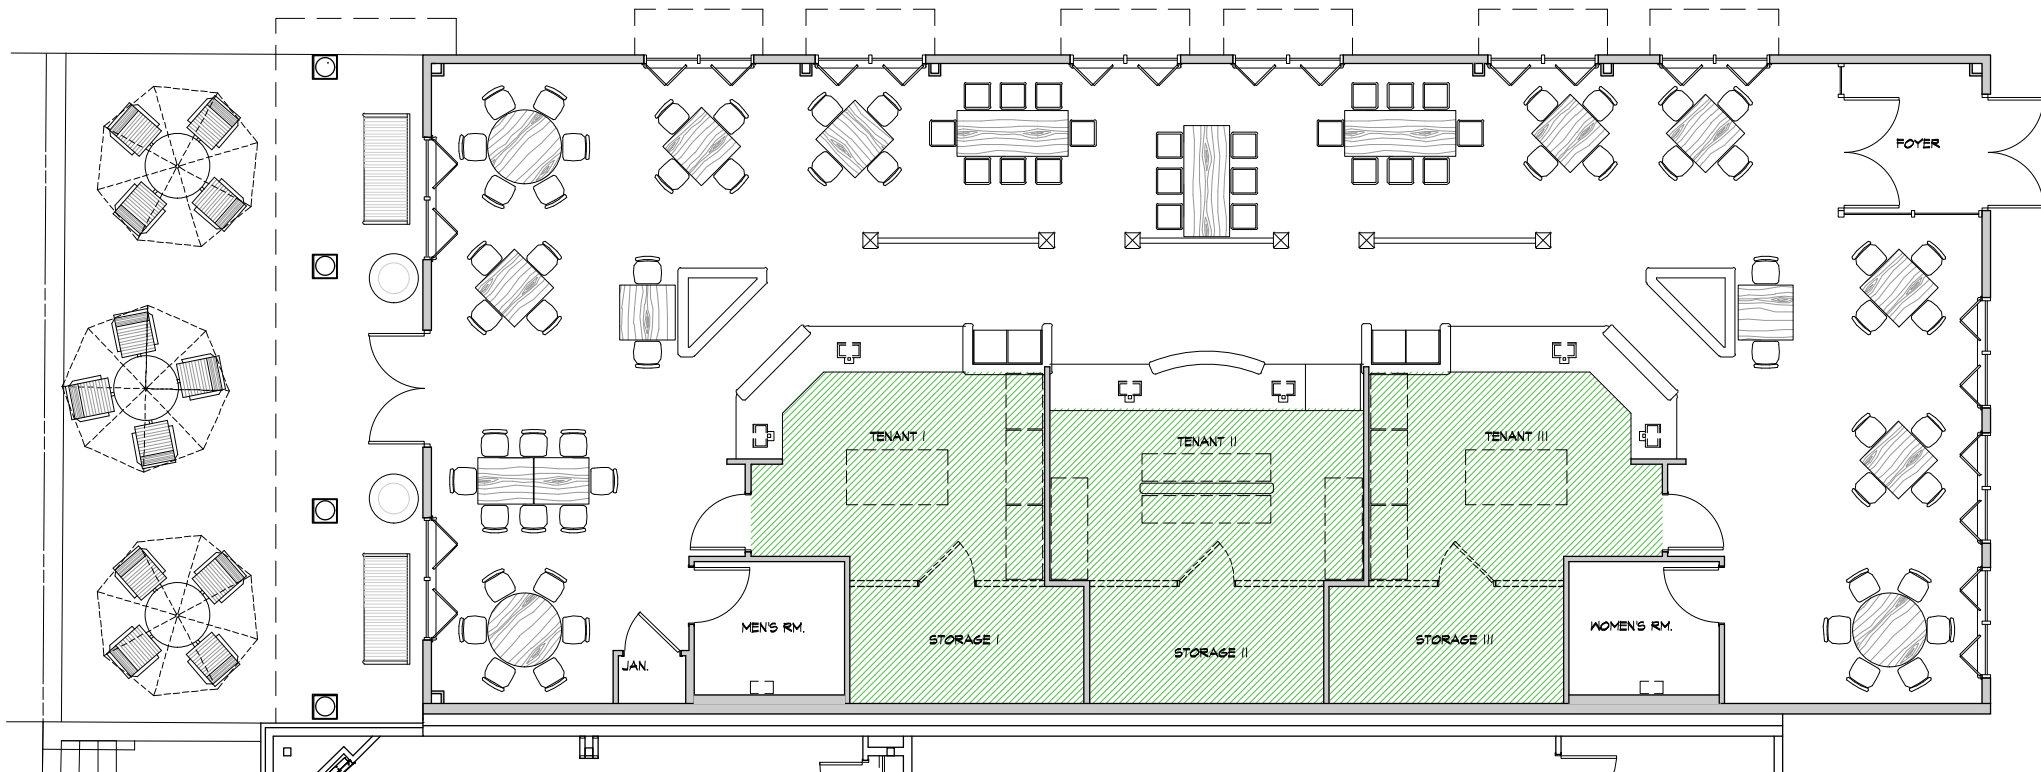 FOYER
TENANT I
TENANT II
TENANT III
MEN'S RM.
STORAGE I
STORAGE II
STORAGE III
WOMEN'S RM.
JAN.